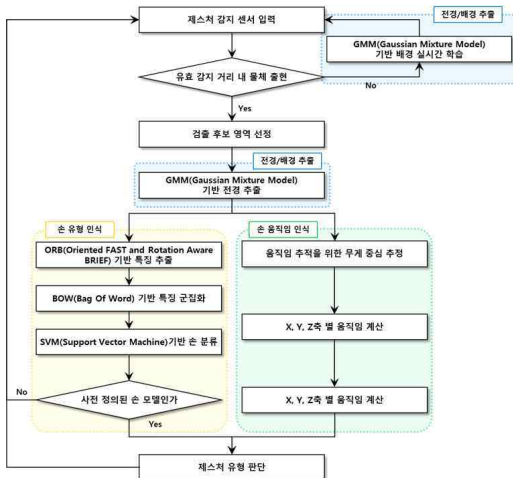 전경/배경 추출
제스처 감지 센서 입력
GMM(Gaussian Mixture Model)
기반 배경 실시간 학습
유효 감지 거리 내 물체 출현
No
Yes
검출 후보 영역 선정
전경/배경 추출
GMM(Gaussian Mixture Model)
기반 전경 추출
손 유형 인식
손 움직임 인식
ORB(Oriented FAST and Rotation Aware
BRIEF) 기반 특징 추출
움직임 추적을 위한 무게 중심 추정
BOW(Bag Of Word) 기반 특징 군집화
X, Y, Z축 별 움직임 계산
SVM(Support Vector Machine)기반 손 분류
No
사전 정의된 손 모델인가
X, Y, Z축 별 움직임 계산
Yes
제스처 유형 판단